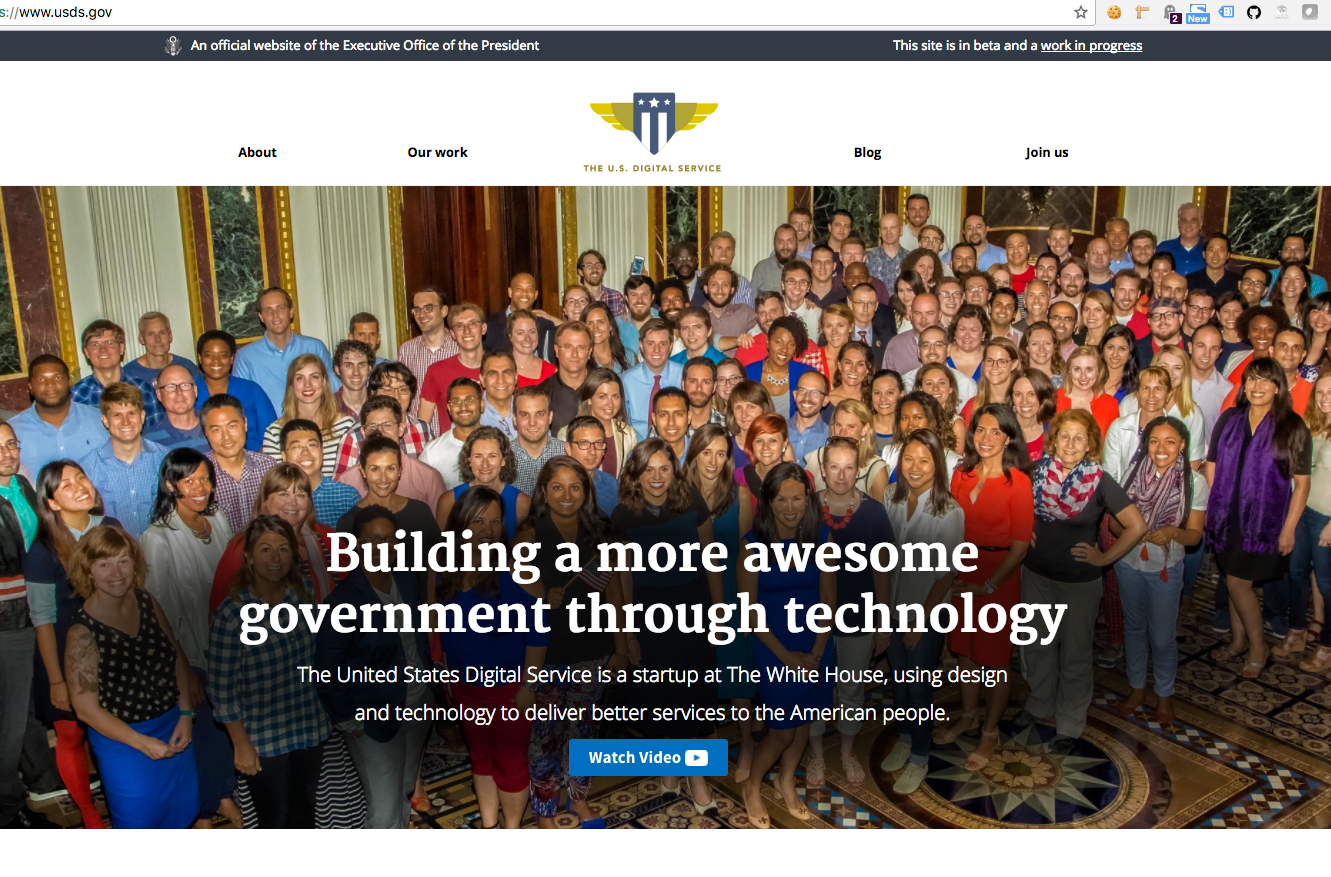 s://www.usds.gov
2
New
An official website of the Executive Office of the President
This site is in beta and a work in progress
About
Our work
THE U.S. DIGITAL SERVICE
Blog
Join us
Building a more awesome
government through technology
The United States Digital Service is a startup at The White House, using design
and technology to deliver better services to the American people.
Watch Video